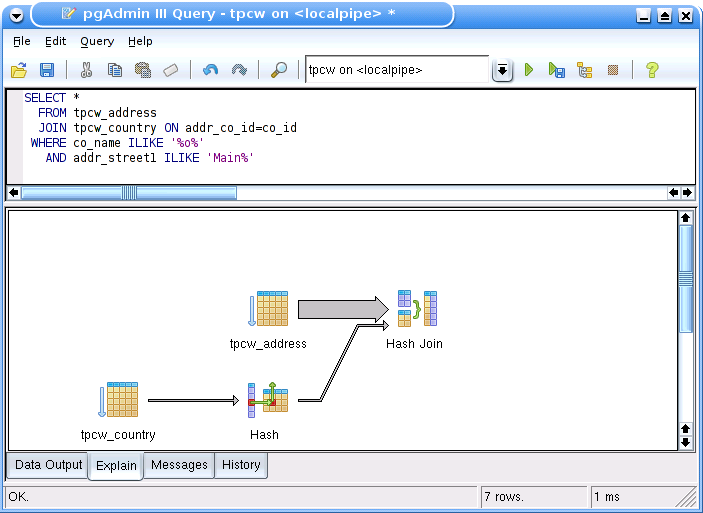 pgAdmin III Query - tpcw on <localpipe> *
File Edit Query Help
tpcw on <localpipe>
SELECT *
FROM tpcw_address
JOIN tpcw_country ON addr_co_id=co_id
WHERE co_name ILIKE '%o%'
AND addr_street1 ILIKE 'Main%'
tpcw_address
Hash Join
tpcw_country
Hash
Data Output Explain Messages History
OK. 7 rows. 1 ms